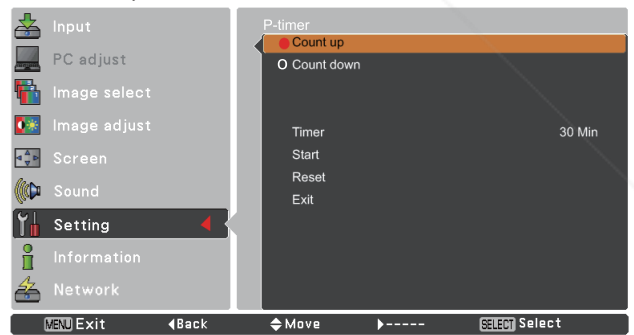 Input
PC adjust
Image select
Image adjust
Screen
Sound
Setting
Information
Network
P-timer
Count up
Count down
Timer 30 Min
Start
Reset
Exit
MENU Exit Back Move ----- SELECT Select